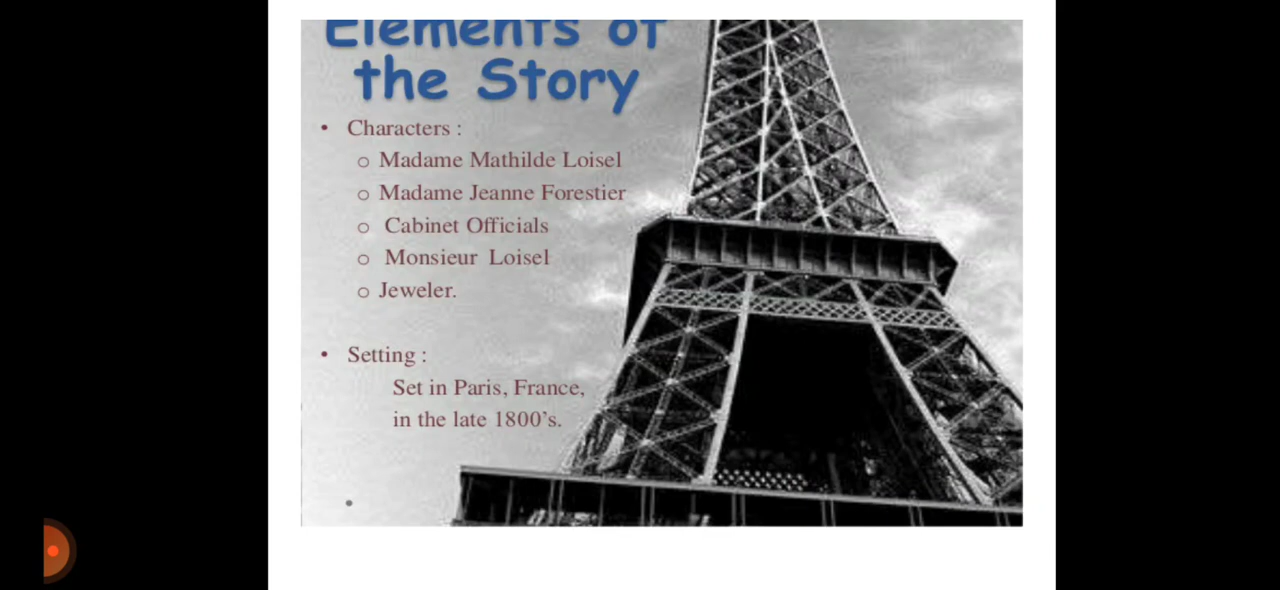 Elements of
the Story
• Characters :
o Madame Mathilde Loisel
o Madame Jeanne Forestier
o Cabinet Officials
o Monsieur Loisel
o Jeweler.
• Setting :
Set in Paris, France,
in the late 1800's.
•